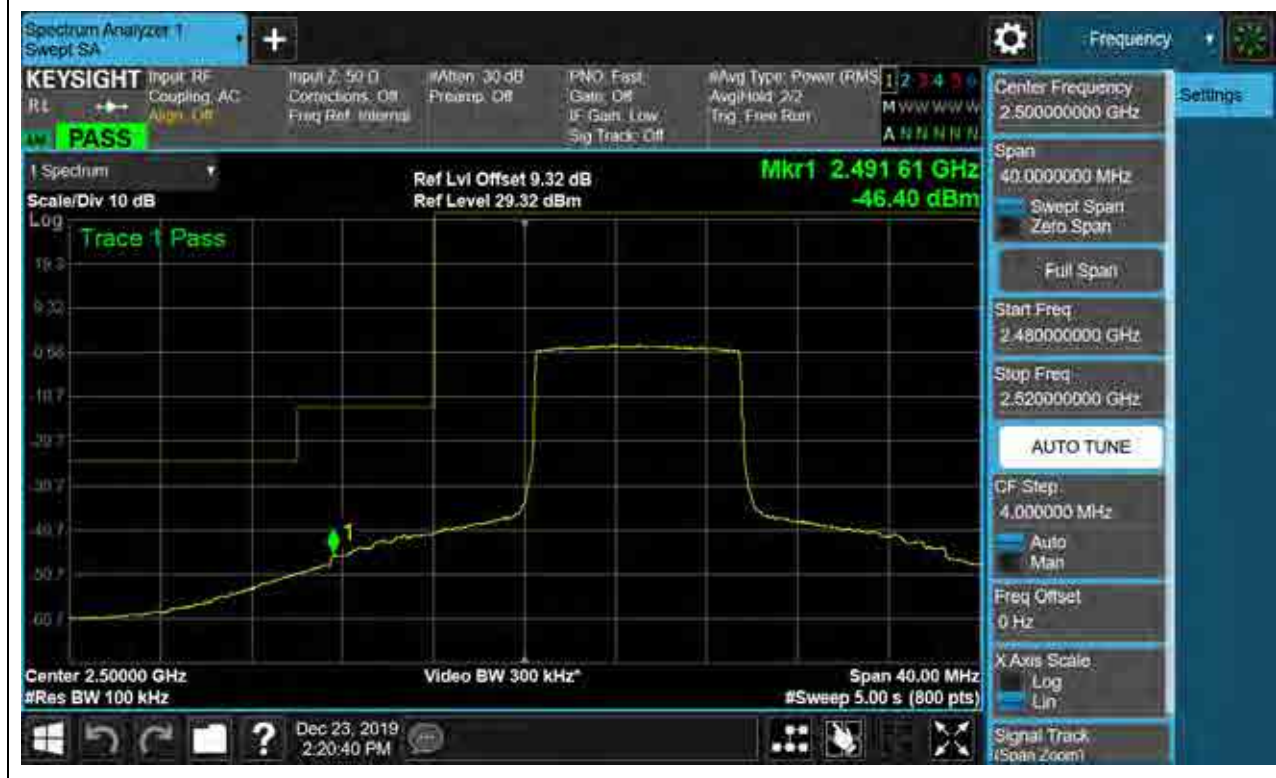 Spectrum Analyzer 1
Swept SA
Frequency
KEYSIGHT
Input: RF
Coupling: AC
Align: Off
Input Z: 50 Ω
Corrections: Off
Freq Ref: Internal
#Atten: 30 dB
Preamp: Off
PNO: Fast
Gate: Off
IF Gain: Low
Sig Track: Off
#Avg Type: Power (RMS
Avg|Hold: 2/2
Trig: Free Run
1 2 3 4 5 6
M W W W W W W
A N N N N N N
R L
PASS
1 Spectrum
Scale/Div 10 dB
Ref Lvl Offset 9.32 dB
Ref Level 29.32 dBm
Mkr1 2.491 61 GHz
-46.40 dBm
Log
Trace 1 Pass
19.3
9.32
-0.68
-10.7
-20.7
-30.7
-40.7
-50.7
-60.7
1
Center 2.50000 GHz
#Res BW 100 kHz
Video BW 300 kHz*
Span 40.00 MHz
#Sweep 5.00 s (800 pts)
Dec 23, 2019
2:20:40 PM
Center Frequency
2.500000000 GHz
Settings
Span
40.0000000 MHz
Swept Span
Zero Span
Full Span
Start Freq
2.480000000 GHz
Stop Freq
2.520000000 GHz
AUTO TUNE
CF Step
4.000000 MHz
Auto
Man
Freq Offset
0 Hz
X Axis Scale
Log
Lin
Signal Track
(Span Zoom)